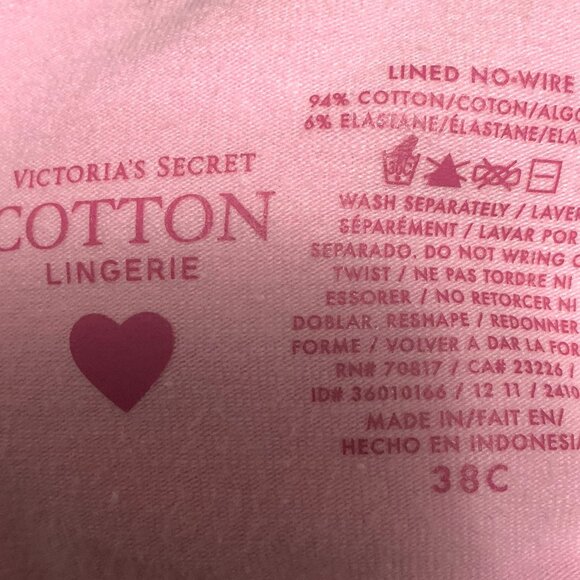 VICTORIA'S SECRET
COTTON
LINGERIE
LINED NO-WIRE
94% COTTON/COTON/ALGO
6% ELASTANE/ÉLASTANE/ELA
WASH SEPARATELY / LAVE
SÉPARÉMENT / LAVAR POR
SEPARADO. DO NOT WRING O
TWIST / NE PAS TORDRE NI
ESSORER / NO RETORCER NI
DOBLAR. RESHAPE / REDONNER
FORME / VOLVER A DAR LA FOR
RN# 70817 / CA# 23226 /
ID# 36010166 / 12 11 / 2410
MADE IN/FAIT EN/
HECHO EN INDONESIA
38C